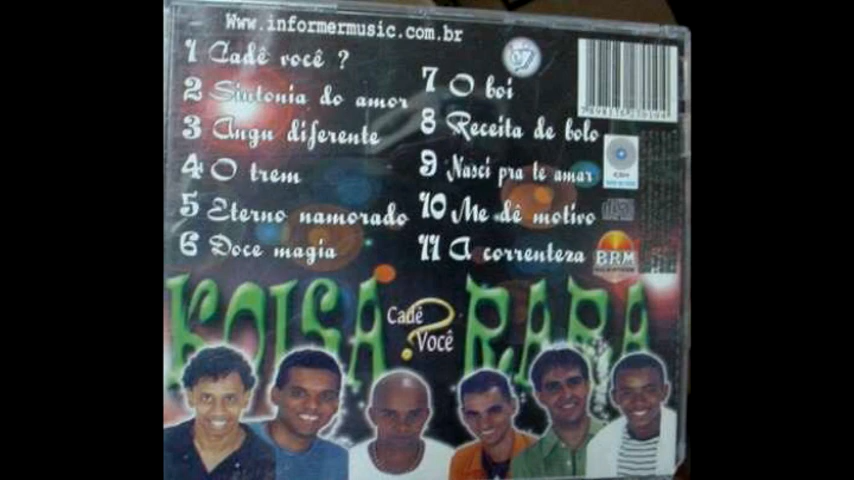 Www.informermusic.com.br
1 Cadê você ?
2 Sintonia do amor
3 Angu diferente
4 O trem
5 Eterno namorado
6 Doce magia
7 O boi
8 Receita de bolo
9 Nasci pra te amar
10 Me dê motivo
11 A correnteza
BRM
KOISA RARA
Cadê
Você
?